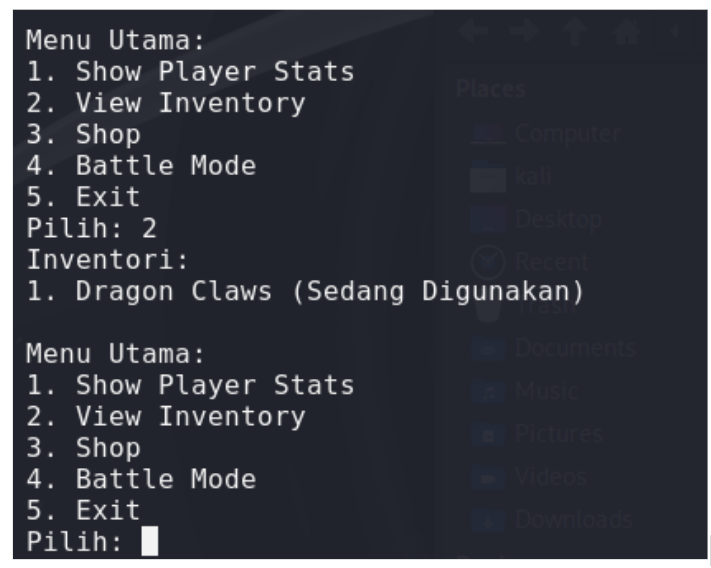 Menu Utama:
1. Show Player Stats
2. View Inventory
3. Shop
4. Battle Mode
5. Exit
Pilih: 2
Inventori:
1. Dragon Claws (Sedang Digunakan)
Menu Utama:
1. Show Player Stats
2. View Inventory
3. Shop
4. Battle Mode
5. Exit
Pilih:
Places
Computer
kali
Desktop
Recent
Trash
Documents
Music
Pictures
Videos
Downloads